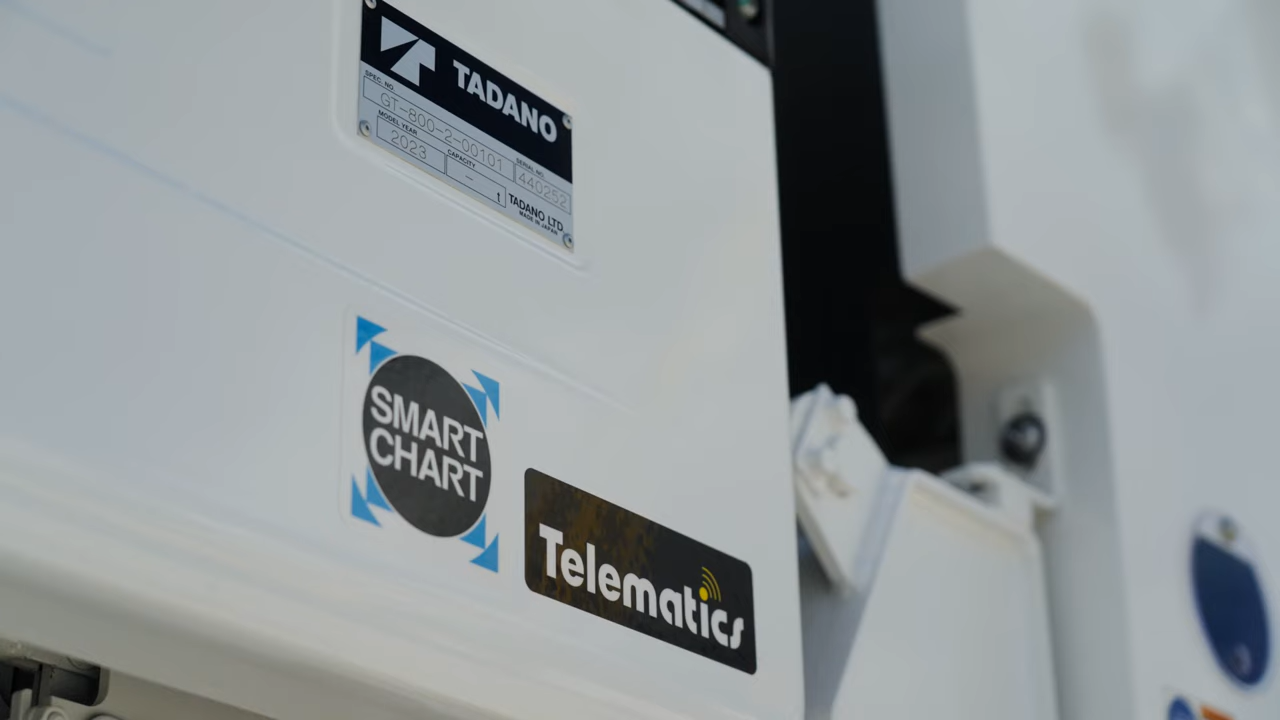 TADANO
SPEC. NO.
GT-800-2-00101
SERIAL NO.
440252
MODEL YEAR
2023
CAPACITY
– t
TADANO LTD.
MADE IN JAPAN
SMART
CHART
Telematics